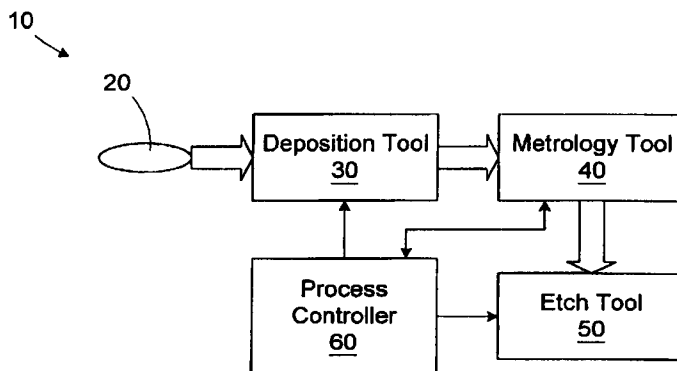 10
20
Deposition Tool
30
Metrology Tool
40
Process
Controller
60
Etch Tool
50